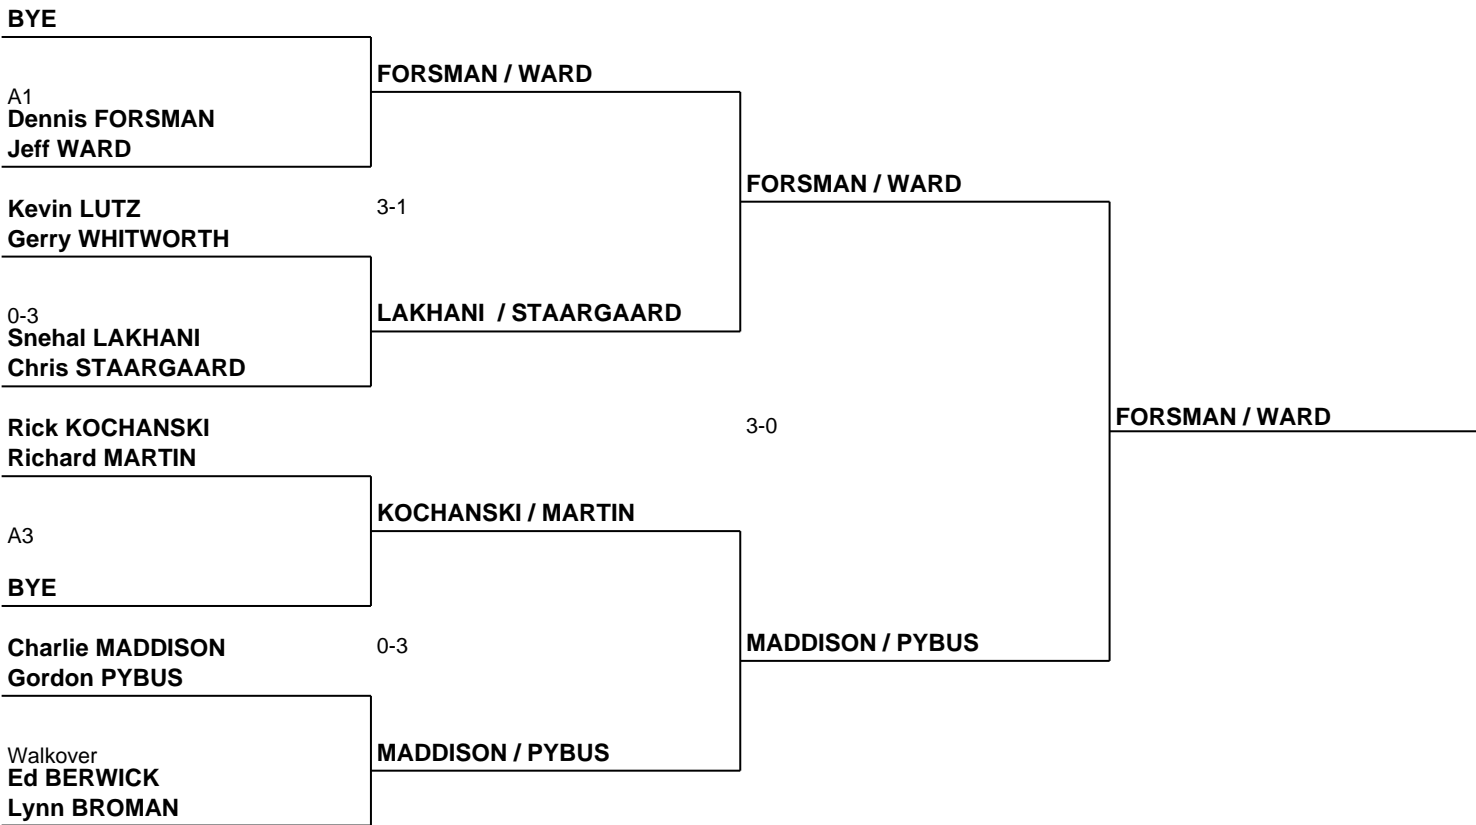 BYE
FORSMAN / WARD
A1
Dennis FORSMAN
Jeff WARD
FORSMAN / WARD
Kevin LUTZ
3-1
Gerry WHITWORTH
0-3
LAKHANI  / STAARGAARD
Snehal LAKHANI
Chris STAARGAARD
Rick KOCHANSKI
3-0
FORSMAN / WARD
Richard MARTIN
KOCHANSKI / MARTIN
A3
BYE
Charlie MADDISON
0-3
MADDISON / PYBUS
Gordon PYBUS
Walkover
MADDISON / PYBUS
Ed BERWICK
Lynn BROMAN